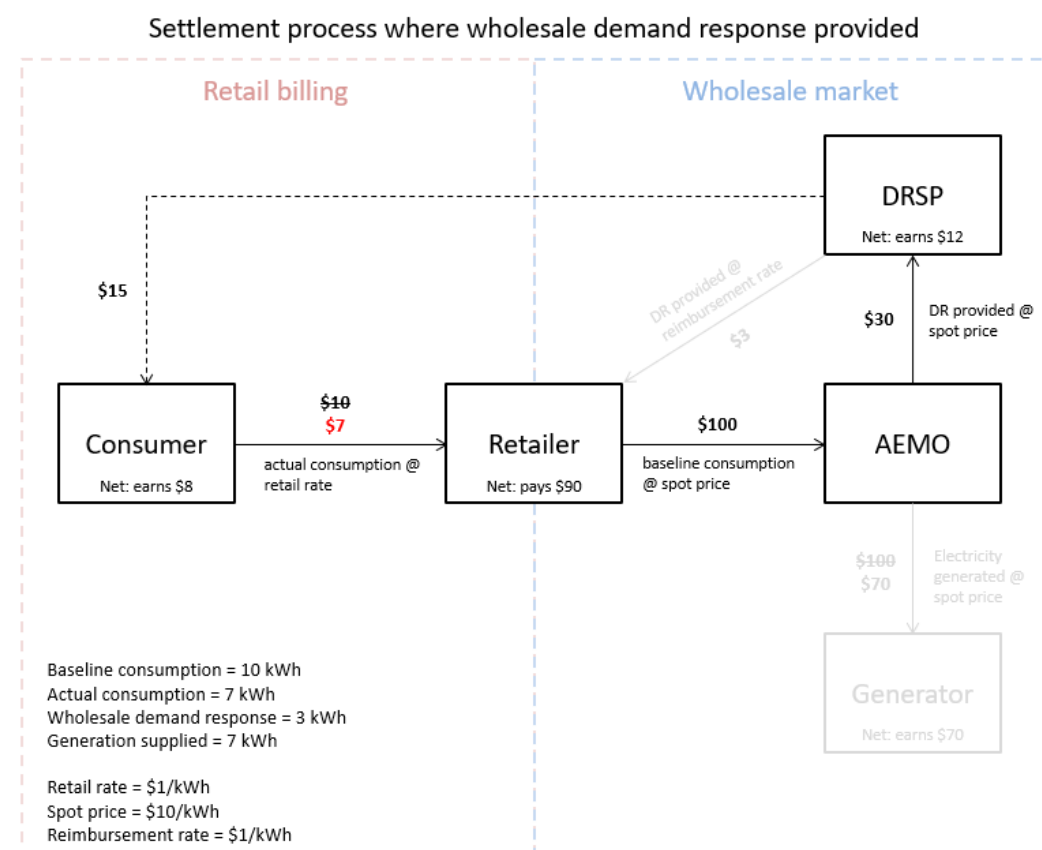 Settlement process where wholesale demand response provided
Retail billing
Wholesale market
DRSP
Net: earns $12
$15
DR provided @
reimbursement rate
$3
$30
DR provided @
spot price
Consumer
Net: earns $8
$10
$7
actual consumption @
retail rate
Retailer
Net: pays $90
$100
baseline consumption
@ spot price
AEMO
$100
$70
Electricity
generated @
spot price
Generator
Net: earns $70
Baseline consumption = 10 kWh
Actual consumption = 7 kWh
Wholesale demand response = 3 kWh
Generation supplied = 7 kWh
Retail rate = $1/kWh
Spot price = $10/kWh
Reimbursement rate = $1/kWh